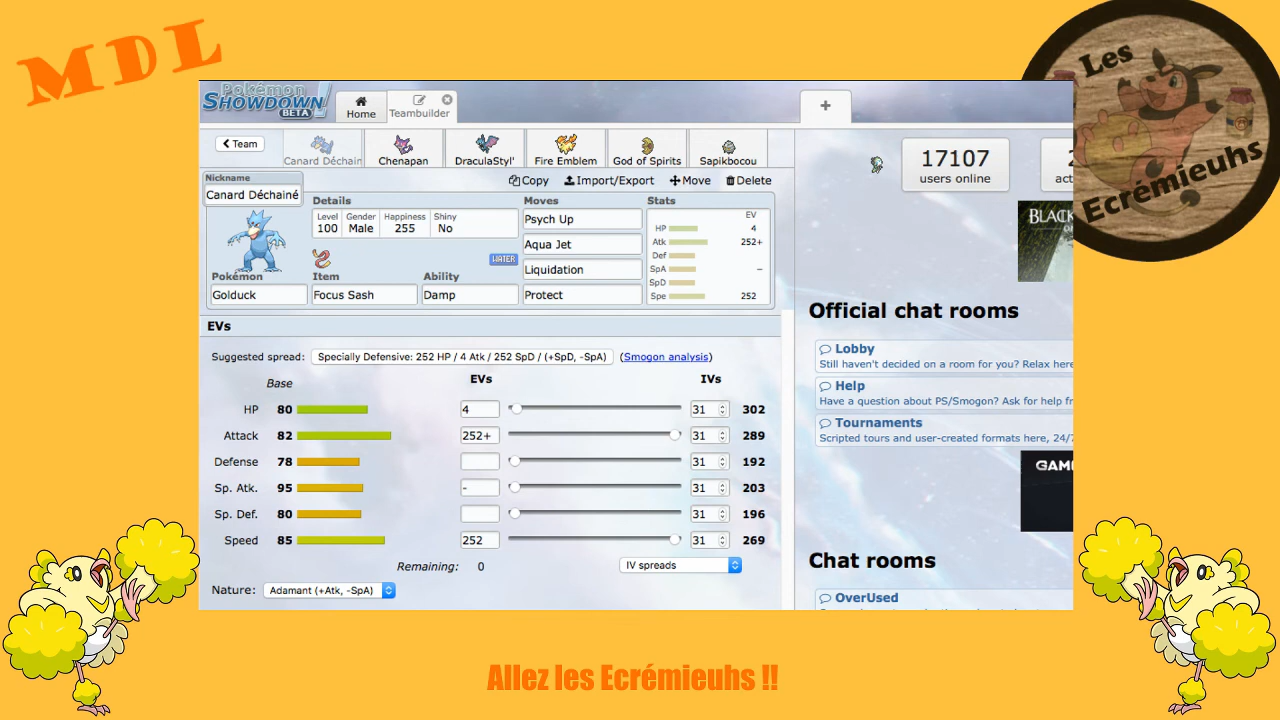 MDL
Les
Ecrémieuhs
Pokémon
SHOWDOWN!
BETA
Home
Teambuilder
+
Team
Canard Déchain
Chenapan
DraculaStyl'
Fire Emblem
God of Spirits
Sapikbocou
Nickname
Canard Déchainé
Copy
Import/Export
Move
Delete
Details
Level Gender Happiness Shiny
100 Male 255 No
WATER
Pokémon Item Ability
Golduck Focus Sash Damp
Moves
Psych Up
Aqua Jet
Liquidation
Protect
Stats
EV
HP 4
Atk 252+
Def
SpA –
SpD
Spe 252
EVs
Suggested spread: Specially Defensive: 252 HP / 4 Atk / 252 SpD / (+SpD, -SpA) (Smogon analysis)
Base EVs IVs
HP 80 4 31 302
Attack 82 252+ 31 289
Defense 78 31 192
Sp. Atk. 95 - 31 203
Sp. Def. 80 31 196
Speed 85 252 31 269
Remaining: 0 IV spreads
Nature: Adamant (+Atk, -SpA)
17107
users online
act
BLACK
Official chat rooms
Lobby
Still haven't decided on a room for you? Relax here
Help
Have a question about PS/Smogon? Ask for help fr
Tournaments
Scripted tours and user-created formats here, 24/7
GAM
Chat rooms
OverUsed
Allez les Ecrémieuhs !!